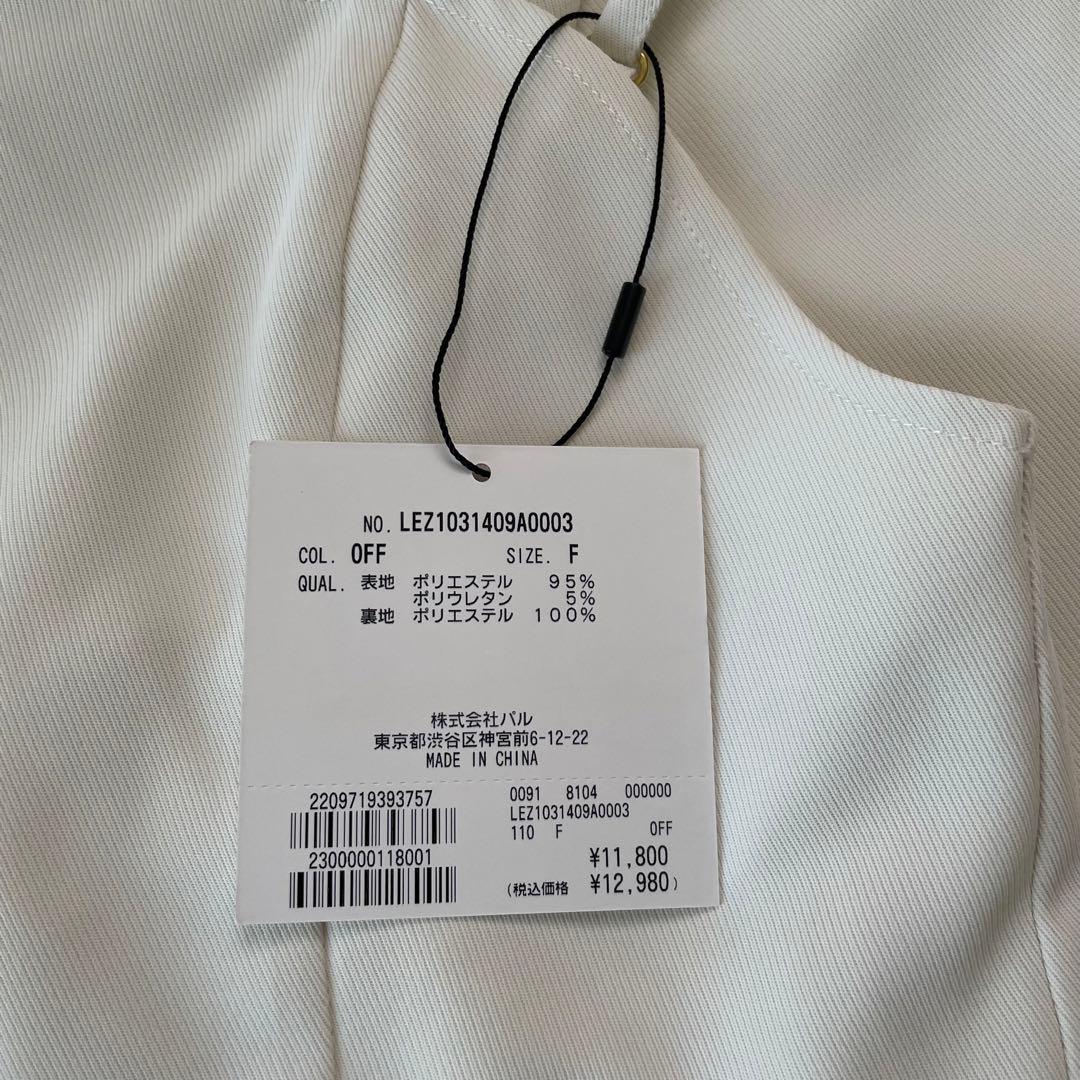 NO. LEZ1031409A0003
COL. OFF SIZE. F
QUAL. 表地 ポリエステル 95%
ポリウレタン 5%
裏地 ポリエステル 100%
株式会社パル
東京都渋谷区神宮前6-12-22
MADE IN CHINA
2209719393757
2300000118001
0091 8104 000000
LEZ1031409A0003
110 F OFF
¥11,800
(税込価格 ¥12,980)